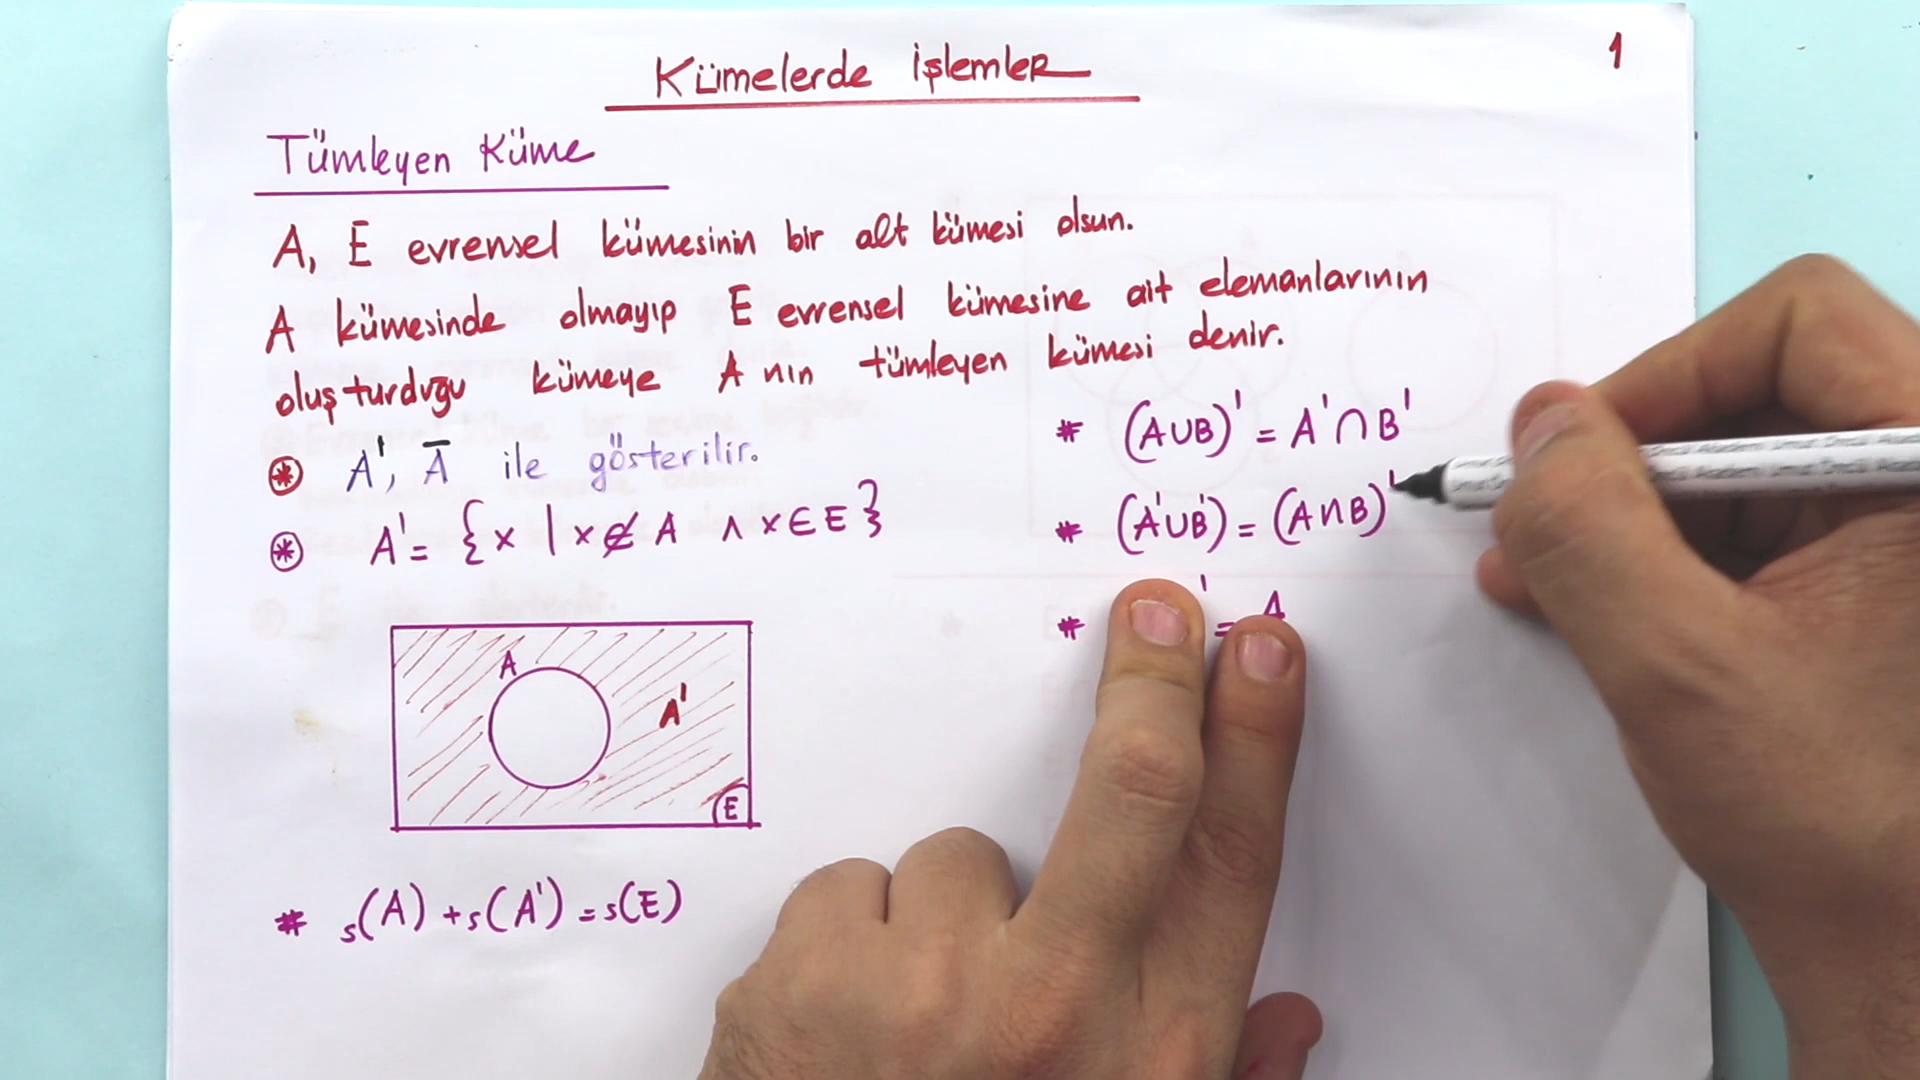 Kümelerde İşlemler
1
Tümleyen Küme
A, E evrensel kümesinin bir alt kümesi olsun.
A kümesinde olmayıp E evrensel kümesine ait elemanlarının
oluşturduğu kümeye A nın tümleyen kümesi denir.
⊛ A', Ā ile gösterilir.
⊛ A' = {x | x ∉ A ∧ x ∈ E}
A
A'
E
* s(A) + s(A') = s(E)
* (A∪B)' = A' ∩ B'
* (A'∪B') = (A∩B)'
* ' = A